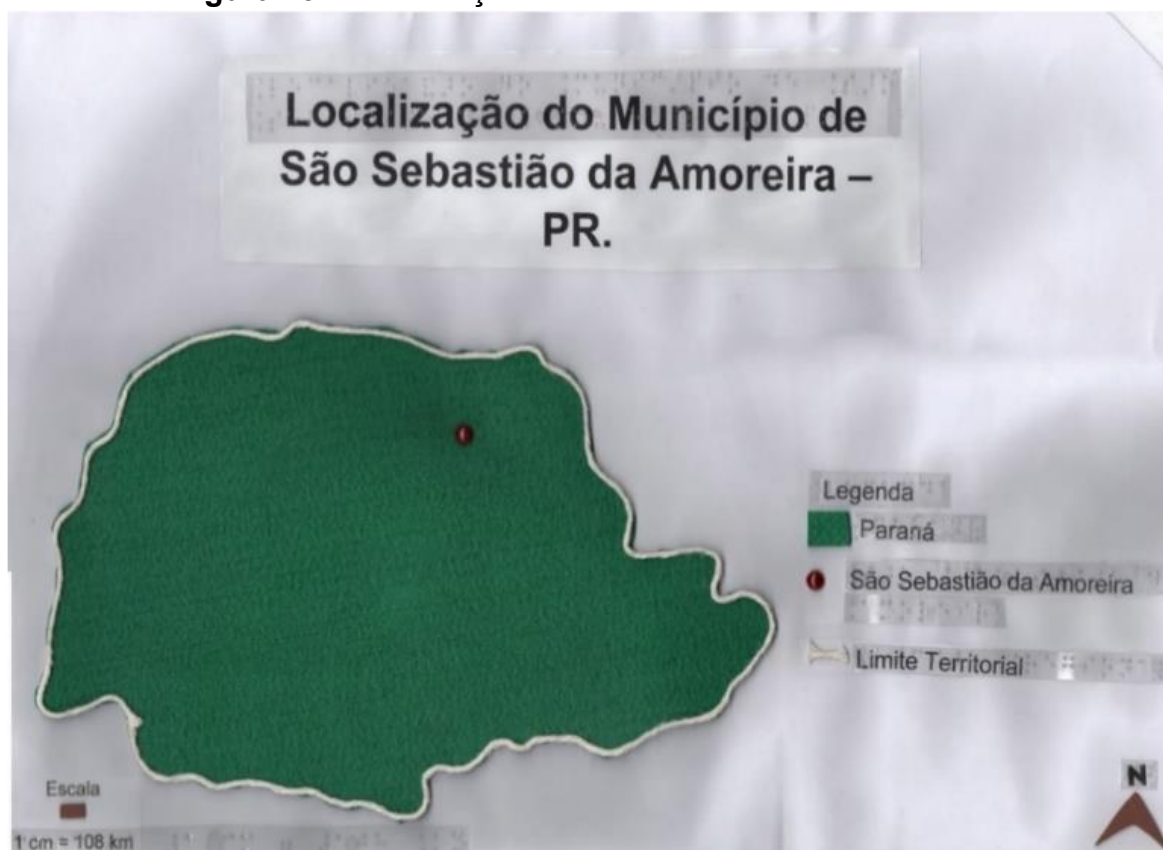 Localização do Município de
São Sebastião da Amoreira –
PR.
Legenda
Paraná
São Sebastião da Amoreira
Limite Territorial
Escala
1 cm = 108 km
N